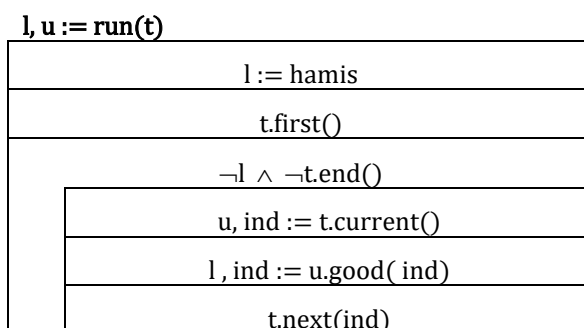 l, u := run(t)
l := hamis
t.first()
¬l ∧ ¬t.end()
u, ind := t.current()
l , ind := u.good( ind)
t.next(ind)